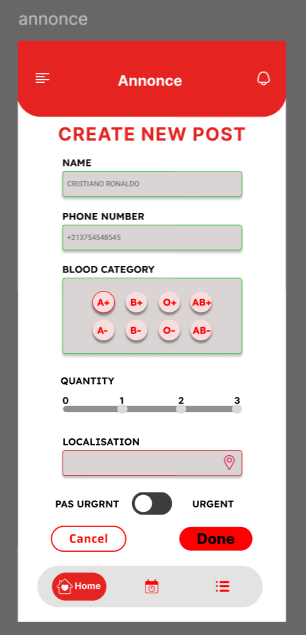 annonce
Annonce
CREATE NEW POST
NAME
CRISTIANO RONALDO
PHONE NUMBER
+213754548545
BLOOD CATEGORY
A+ B+ O+ AB+
A- B- O- AB-
QUANTITY
0 1 2 3
LOCALISATION
PAS URGRNT URGENT
Cancel Done
Home